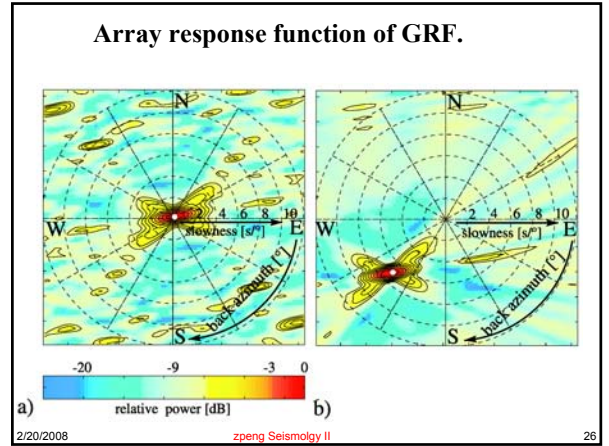 Array response function of GRF.
N
N
W
2 4 6 8 10
E
slowness [s/°]
back azimuth [°]
S
W
2 4 6 8 10
E
slowness [s/°]
back azimuth [°]
S
-20 -9 -3 0
a) relative power [dB] b)
2/20/2008 zpeng Seismolgy II 26